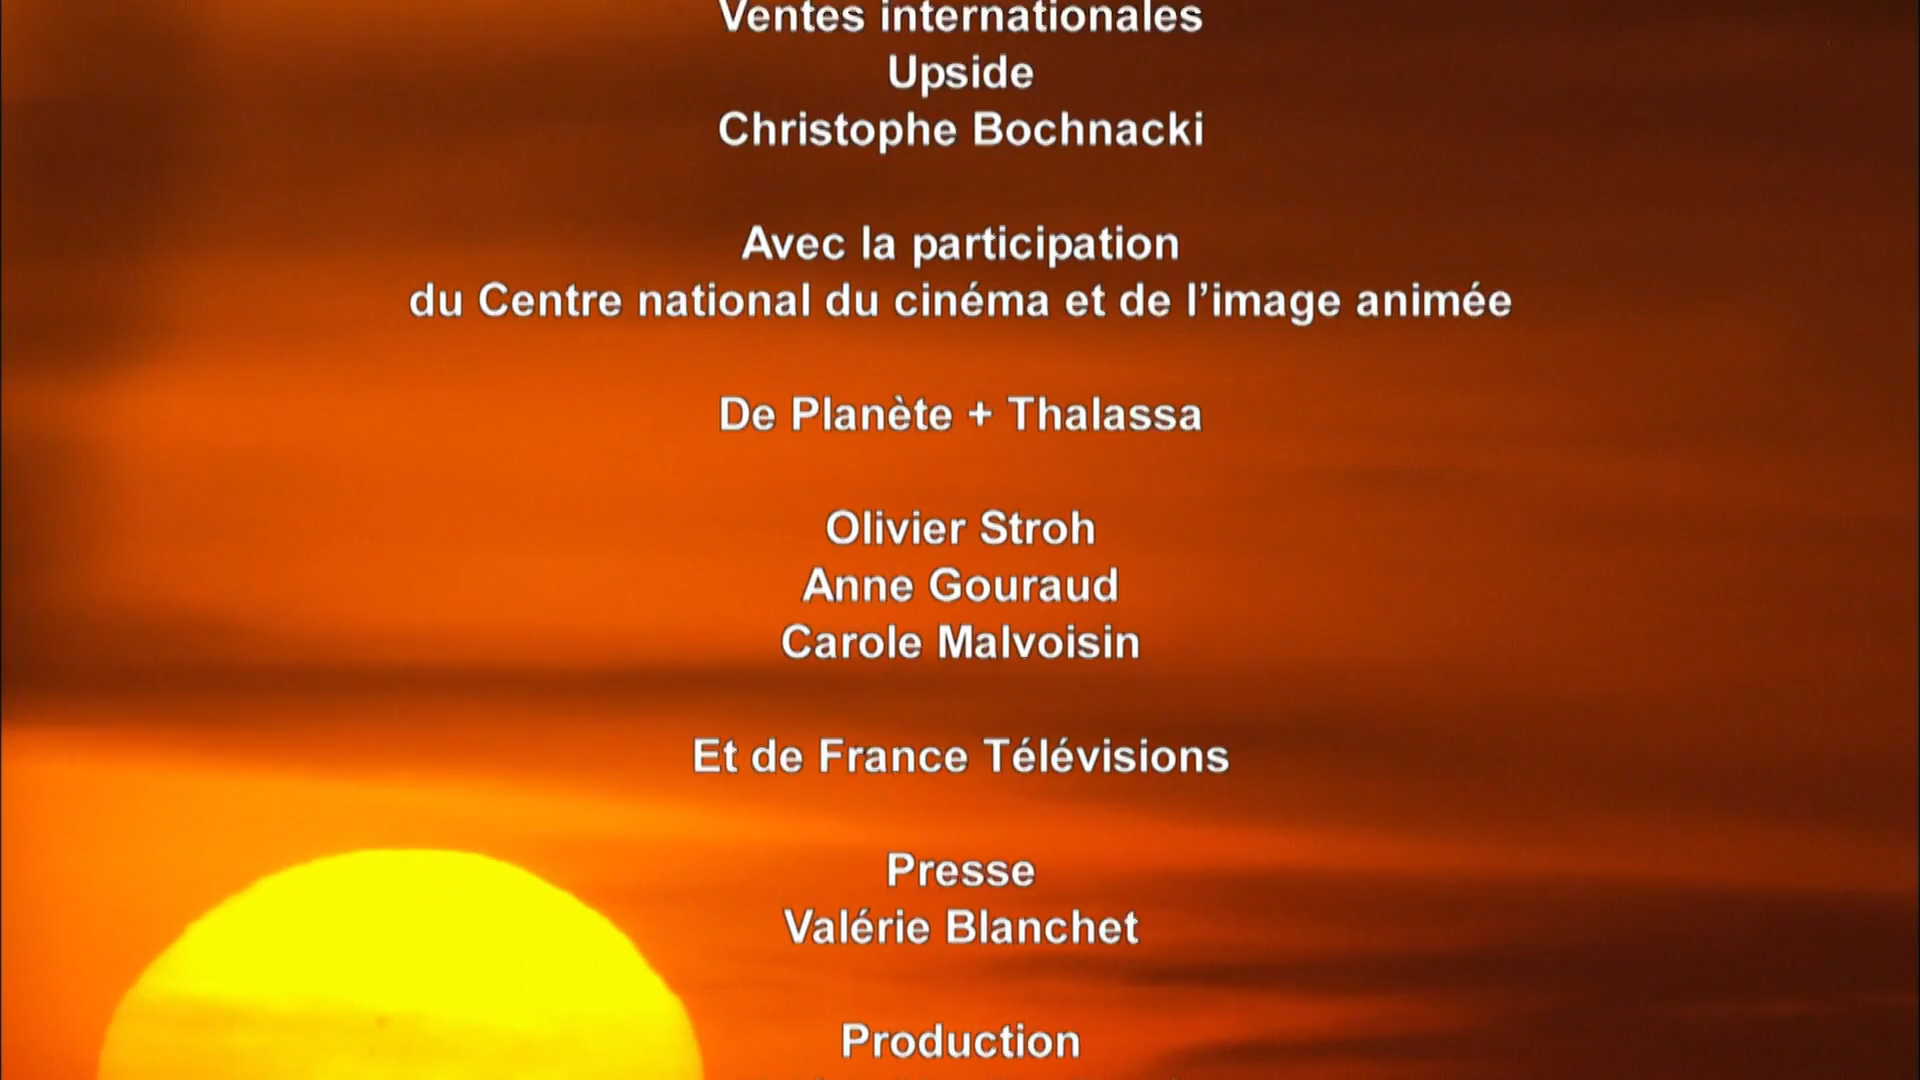 Ventes internationales
Upside
Christophe Bochnacki
Avec la participation
du Centre national du cinéma et de l’image animée
De Planète + Thalassa
Olivier Stroh
Anne Gouraud
Carole Malvoisin
Et de France Télévisions
Presse
Valérie Blanchet
Production